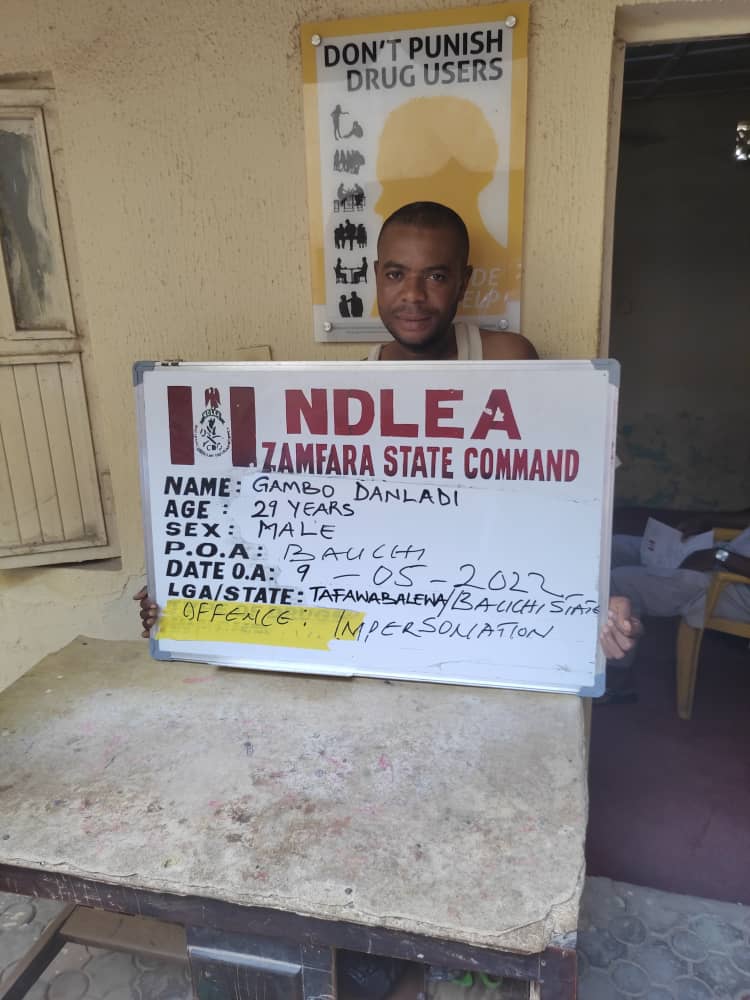 DON'T PUNISH
DRUG USERS
NDLEA
ZAMFARA STATE COMMAND
NAME: GAMBO DANLADI
AGE: 29 YEARS
SEX: MALE
P.O.A: BAUCHI
DATE O.A: 9-05-2022
LGA/STATE: TAFAWABALEWA/BAUCHI STATE
OFFENCE: IMPERSONATION